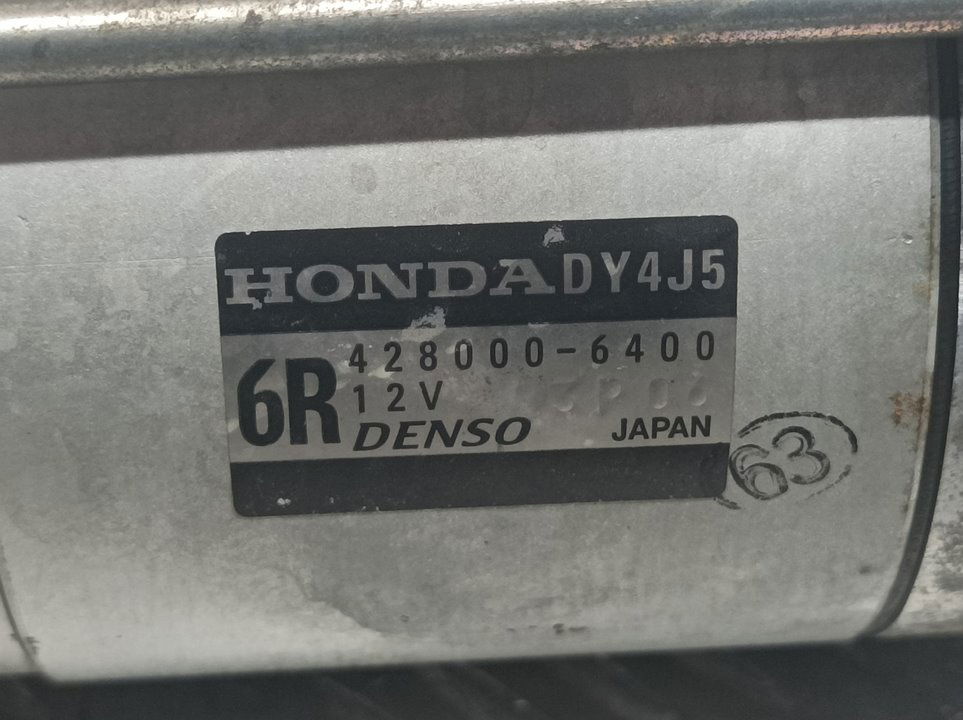 HONDA DY4J5
6R
428000-6400
12V
DENSO JAPAN
63